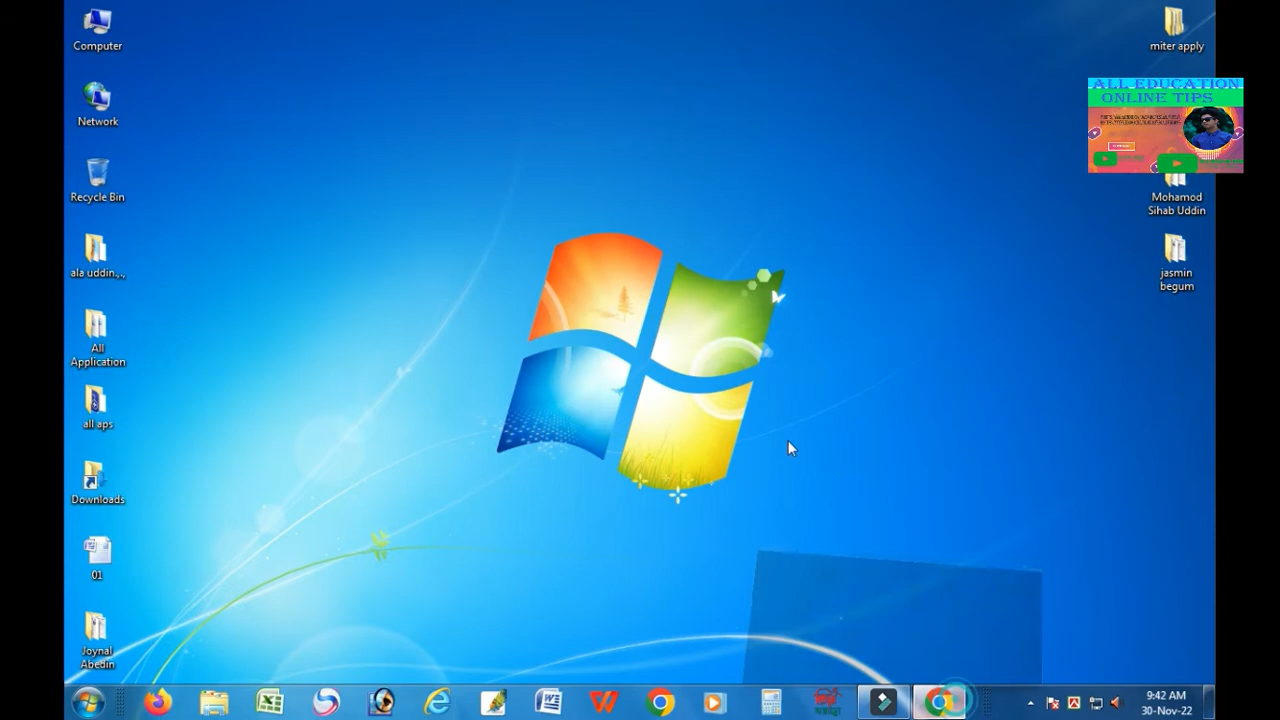 Computer
Network
Recycle Bin
ala uddin.,.,
All
Application
all aps
Downloads
01
Joynal
Abedin
miter apply
ALL EDUCATION
ONLINE TIPS
Mohamod
Sihab Uddin
jasmin
begum
9:42 AM
30-Nov-22